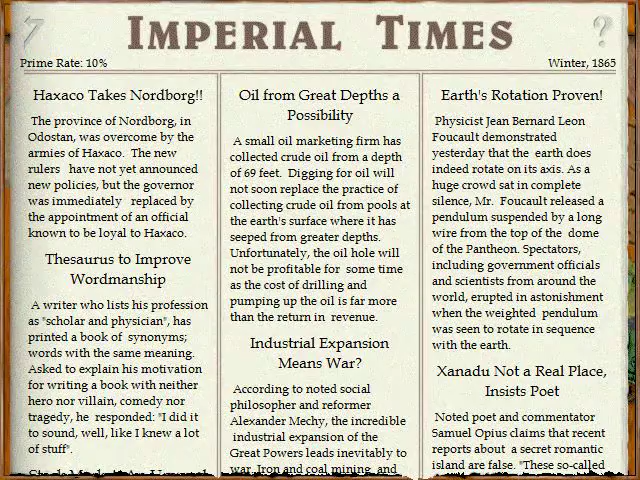 Imperial Times
Prime Rate: 10%
Winter, 1865
Haxaco Takes Nordborg!!
The province of Nordborg, in
Odostan, was overcome by the
armies of Haxaco. The new
rulers have not yet announced
new policies, but the governor
was immediately replaced by
the appointment of an official
known to be loyal to Haxaco.
Thesaurus to Improve
Wordmanship
A writer who lists his profession
as "scholar and physician", has
printed a book of synonyms;
words with the same meaning.
Asked to explain his motivation
for writing a book with neither
hero nor villain, comedy nor
tragedy, he responded: "I did it
to sound, well, like I knew a lot
of stuff".
Oil from Great Depths a
Possibility
A small oil marketing firm has
collected crude oil from a depth
of 69 feet. Digging for oil will
not soon replace the practice of
collecting crude oil from pools at
the earth's surface where it has
seeped from greater depths.
Unfortunately, the oil hole will
not be profitable for some time
as the cost of drilling and
pumping up the oil is far more
than the return in revenue.
Industrial Expansion
Means War?
According to noted social
philosopher and reformer
Alexander Mechy, the incredible
industrial expansion of the
Great Powers leads inevitably to
war. Iron and coal mining, and
Earth's Rotation Proven!
Physicist Jean Bernard Leon
Foucault demonstrated
yesterday that the earth does
indeed rotate on its axis. As a
huge crowd sat in complete
silence, Mr. Foucault released a
pendulum suspended by a long
wire from the top of the dome
of the Pantheon. Spectators,
including government officials
and scientists from around the
world, erupted in astonishment
when the weighted pendulum
was seen to rotate in sequence
with the earth.
Xanadu Not a Real Place,
Insists Poet
Noted poet and commentator
Samuel Opius claims that recent
reports about a secret romantic
island are false. "These so-called